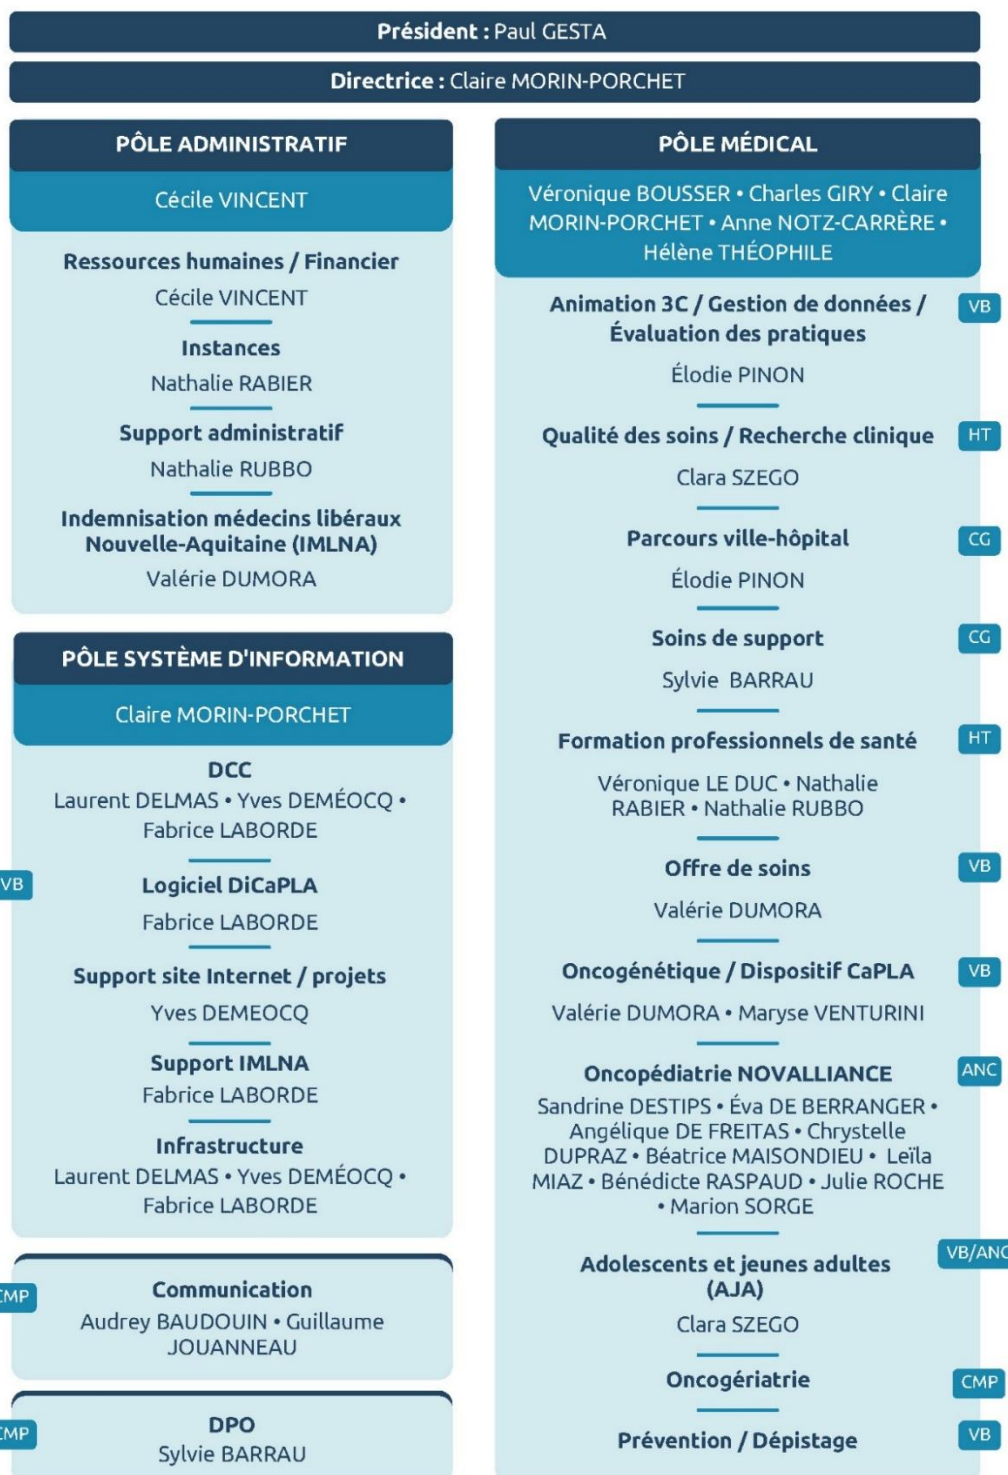 Président : Paul GESTA
Directrice : Claire MORIN-PORCHET
PÔLE ADMINISTRATIF
Cécile VINCENT
Ressources humaines / Financier
Cécile VINCENT
Instances
Nathalie RABIER
Support administratif
Nathalie RUBBO
Indemnisation médecins libéraux
Nouvelle-Aquitaine (IMLNA)
Valérie DUMORA
PÔLE SYSTÈME D'INFORMATION
Claire MORIN-PORCHET
DCC
Laurent DELMAS • Yves DEMÉOCQ •
Fabrice LABORDE
VB
Logiciel DiCaPLA
Fabrice LABORDE
Support site Internet / projets
Yves DEMEOCQ
Support IMLNA
Fabrice LABORDE
Infrastructure
Laurent DELMAS • Yves DEMÉOCQ •
Fabrice LABORDE
CMP
Communication
Audrey BAUDOUIN • Guillaume
JOUANNEAU
CMP
DPO
Sylvie BARRAU
PÔLE MÉDICAL
Véronique BOUSSER • Charles GIRY • Claire
MORIN-PORCHET • Anne NOTZ-CARRÈRE •
Hélène THÉOPHILE
Animation 3C / Gestion de données /
Évaluation des pratiques
VB
Élodie PINON
Qualité des soins / Recherche clinique
HT
Clara SZEGO
Parcours ville-hôpital
CG
Élodie PINON
Soins de support
CG
Sylvie BARRAU
Formation professionnels de santé
HT
Véronique LE DUC • Nathalie
RABIER • Nathalie RUBBO
Offre de soins
VB
Valérie DUMORA
Oncogénétique / Dispositif CaPLA
VB
Valérie DUMORA • Maryse VENTURINI
Oncopédiatrie NOVALLIANCE
ANC
Sandrine DESTIPS • Éva DE BERRANGER •
Angélique DE FREITAS • Chrystelle
DUPRAZ • Béatrice MAISONDIEU • Leïla
MIAZ • Bénédicte RASPAUD • Julie ROCHE
• Marion SORGE
Adolescents et jeunes adultes
(AJA)
VB/ANC
Clara SZEGO
Oncogériatrie
CMP
Prévention / Dépistage
VB